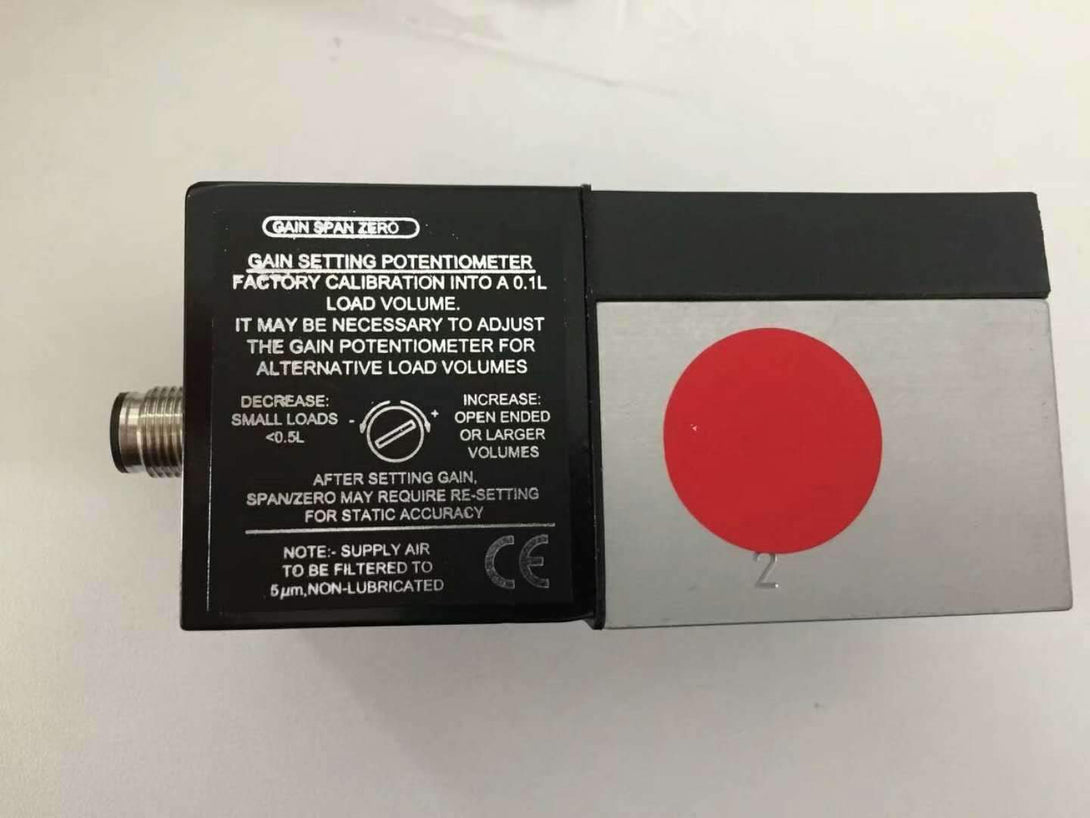 GAIN SPAN ZERO
GAIN SETTING POTENTIOMETER
FACTORY CALIBRATION INTO A 0.1L
LOAD VOLUME.
IT MAY BE NECESSARY TO ADJUST
THE GAIN POTENTIOMETER FOR
ALTERNATIVE LOAD VOLUMES
DECREASE:
SMALL LOADS
<0.5L
- +
INCREASE:
OPEN ENDED
OR LARGER
VOLUMES
AFTER SETTING GAIN,
SPAN/ZERO MAY REQUIRE RE-SETTING
FOR STATIC ACCURACY
NOTE:- SUPPLY AIR
TO BE FILTERED TO
5µm,NON-LUBRICATED
CE
2